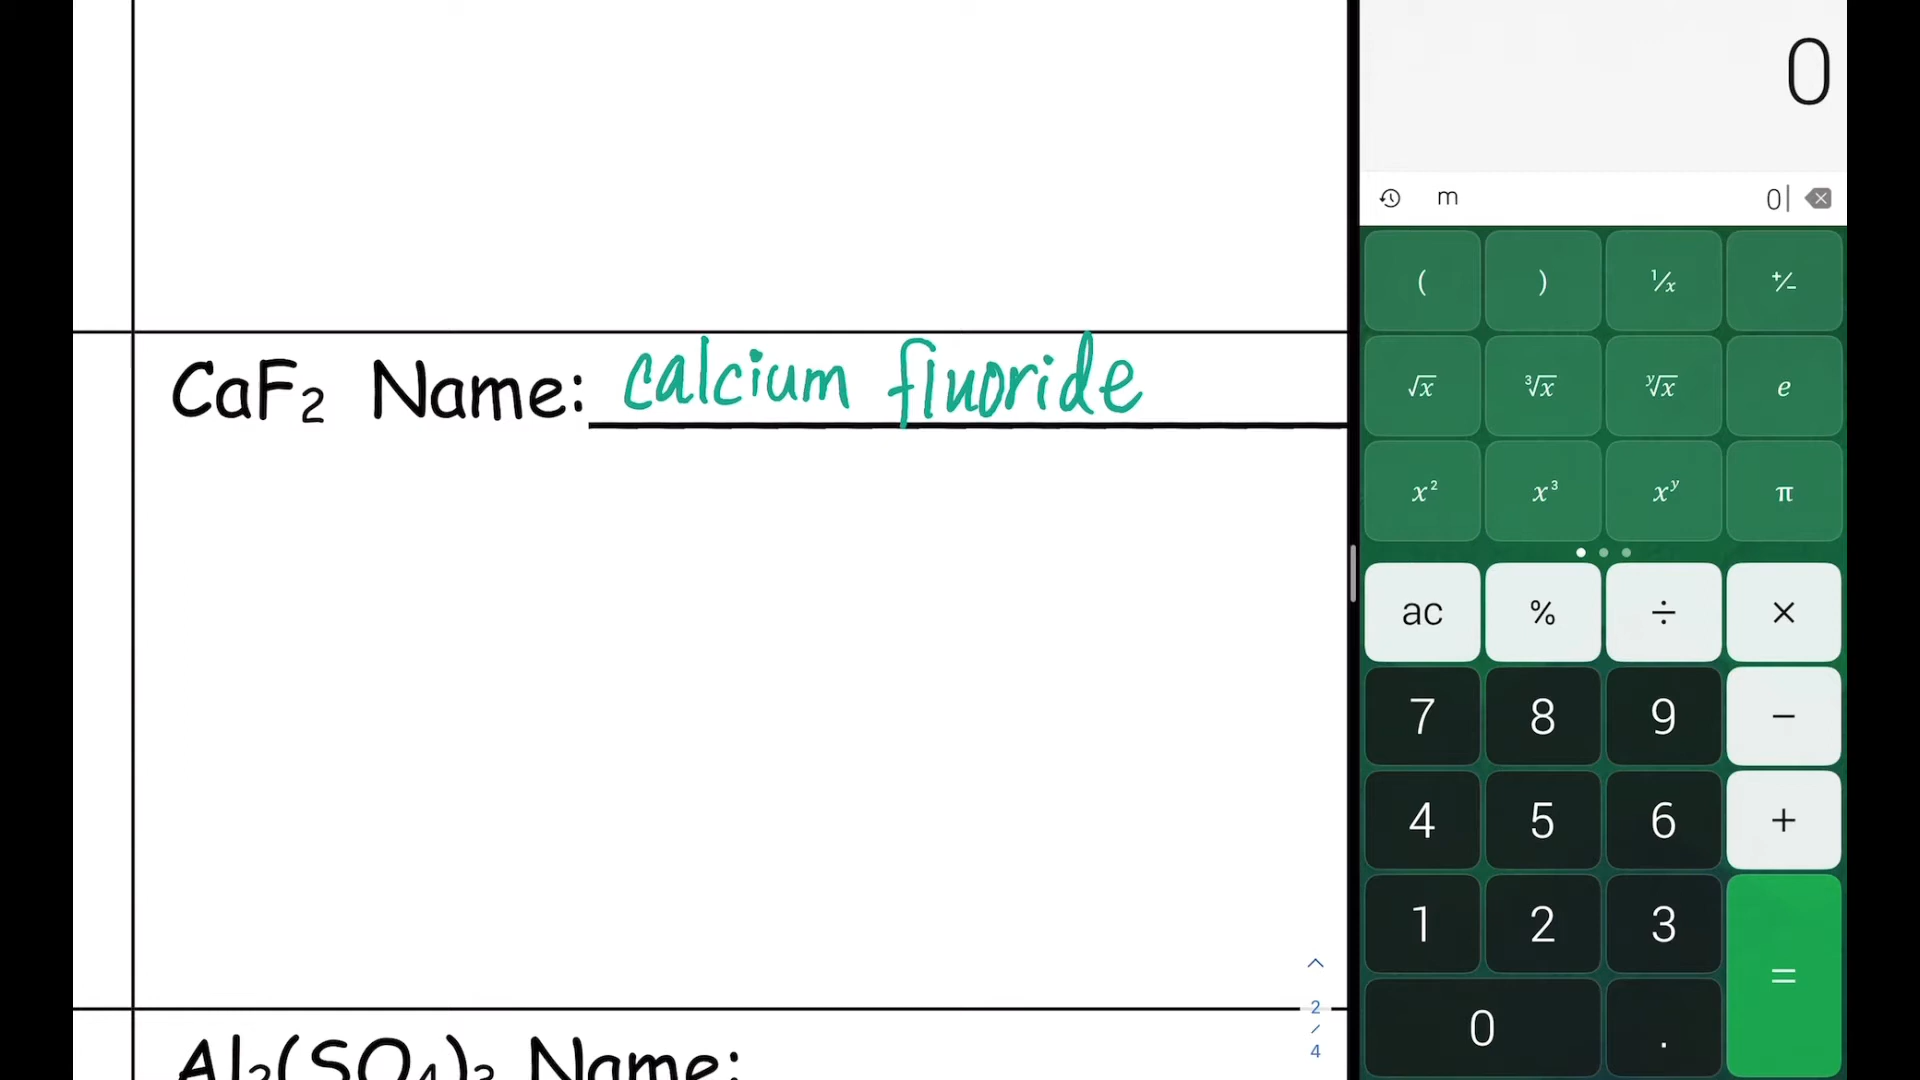 CaF₂ Name: calcium fluoride
Al₂(SO₄)₃ Name:
2
/
4
0
m 0
( ) 1/x +/-
√x ³√x ʸ√x e
x² x³ xʸ π
ac % ÷ ×
7 8 9 −
4 5 6 +
1 2 3 =
0 .